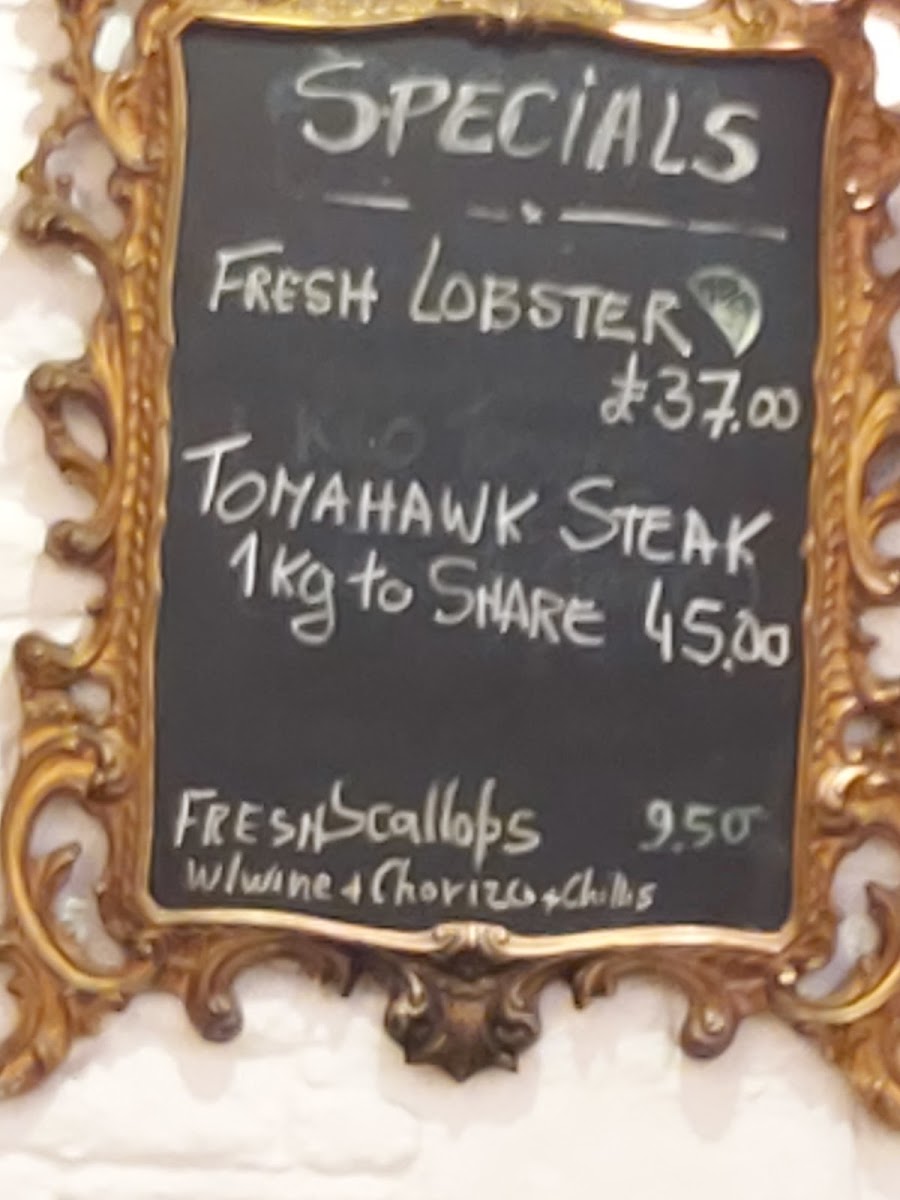 SPECIALS
FRESH LOBSTER
£37.00
TOMAHAWK STEAK
1Kg to SHARE 45.00
FRESH Scallops 9.50
w/wine + Chorizo + Chillis